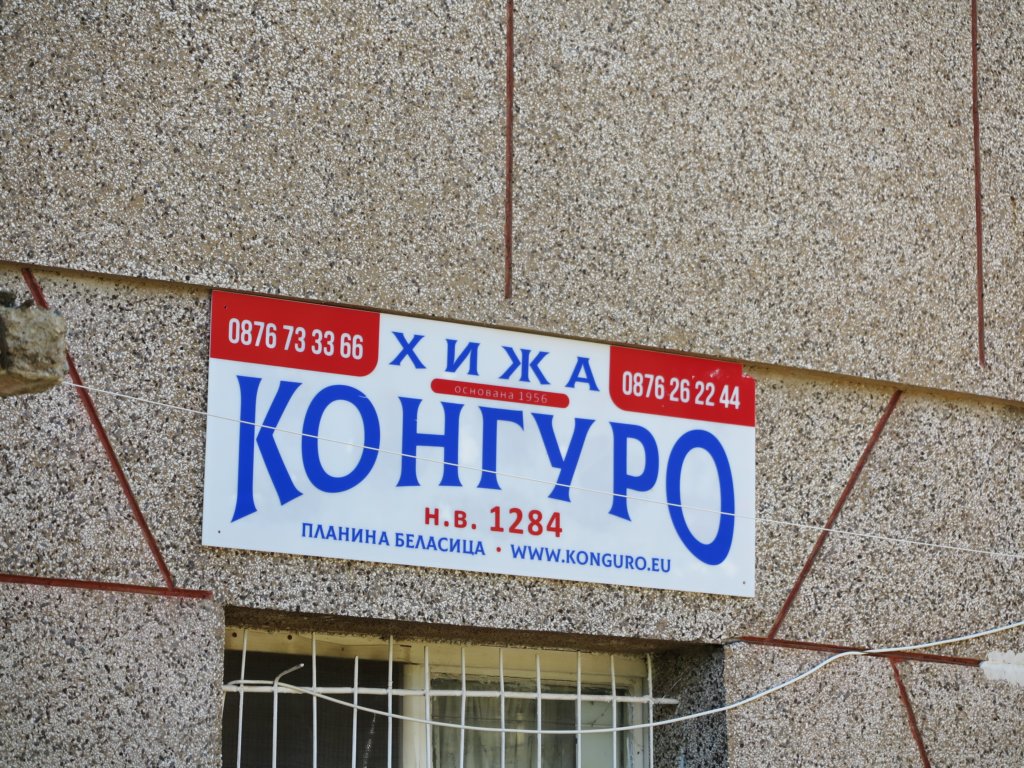 0876 73 33 66
ХИЖА
0876 26 22 44
основана 1956
КОНГУРО
н.в. 1284
ПЛАНИНА БЕЛАСИЦА • WWW.KONGURO.EU